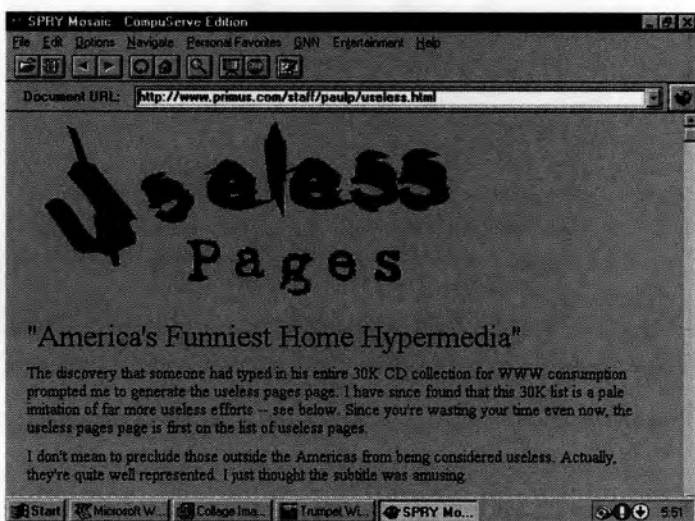 SPRY Mosaic - CompuServe Edition
File Edit Options Navigate Personal Favorites GNN Entertainment Help
Document URL: http://www.primus.com/staff/paulp/useless.html
Useless
Pages
"America's Funniest Home Hypermedia"
The discovery that someone had typed in his entire 30K CD collection for WWW consumption
prompted me to generate the useless pages page. I have since found that this 30K list is a pale
imitation of far more useless efforts -- see below. Since you're wasting your time even now, the
useless pages page is first on the list of useless pages.
I don't mean to preclude those outside the Americas from being considered useless. Actually,
they're quite well represented. I just thought the subtitle was amusing.
Start Microsoft W... Collage Ima... Trumpet Wi... SPRY Mo... 5:51